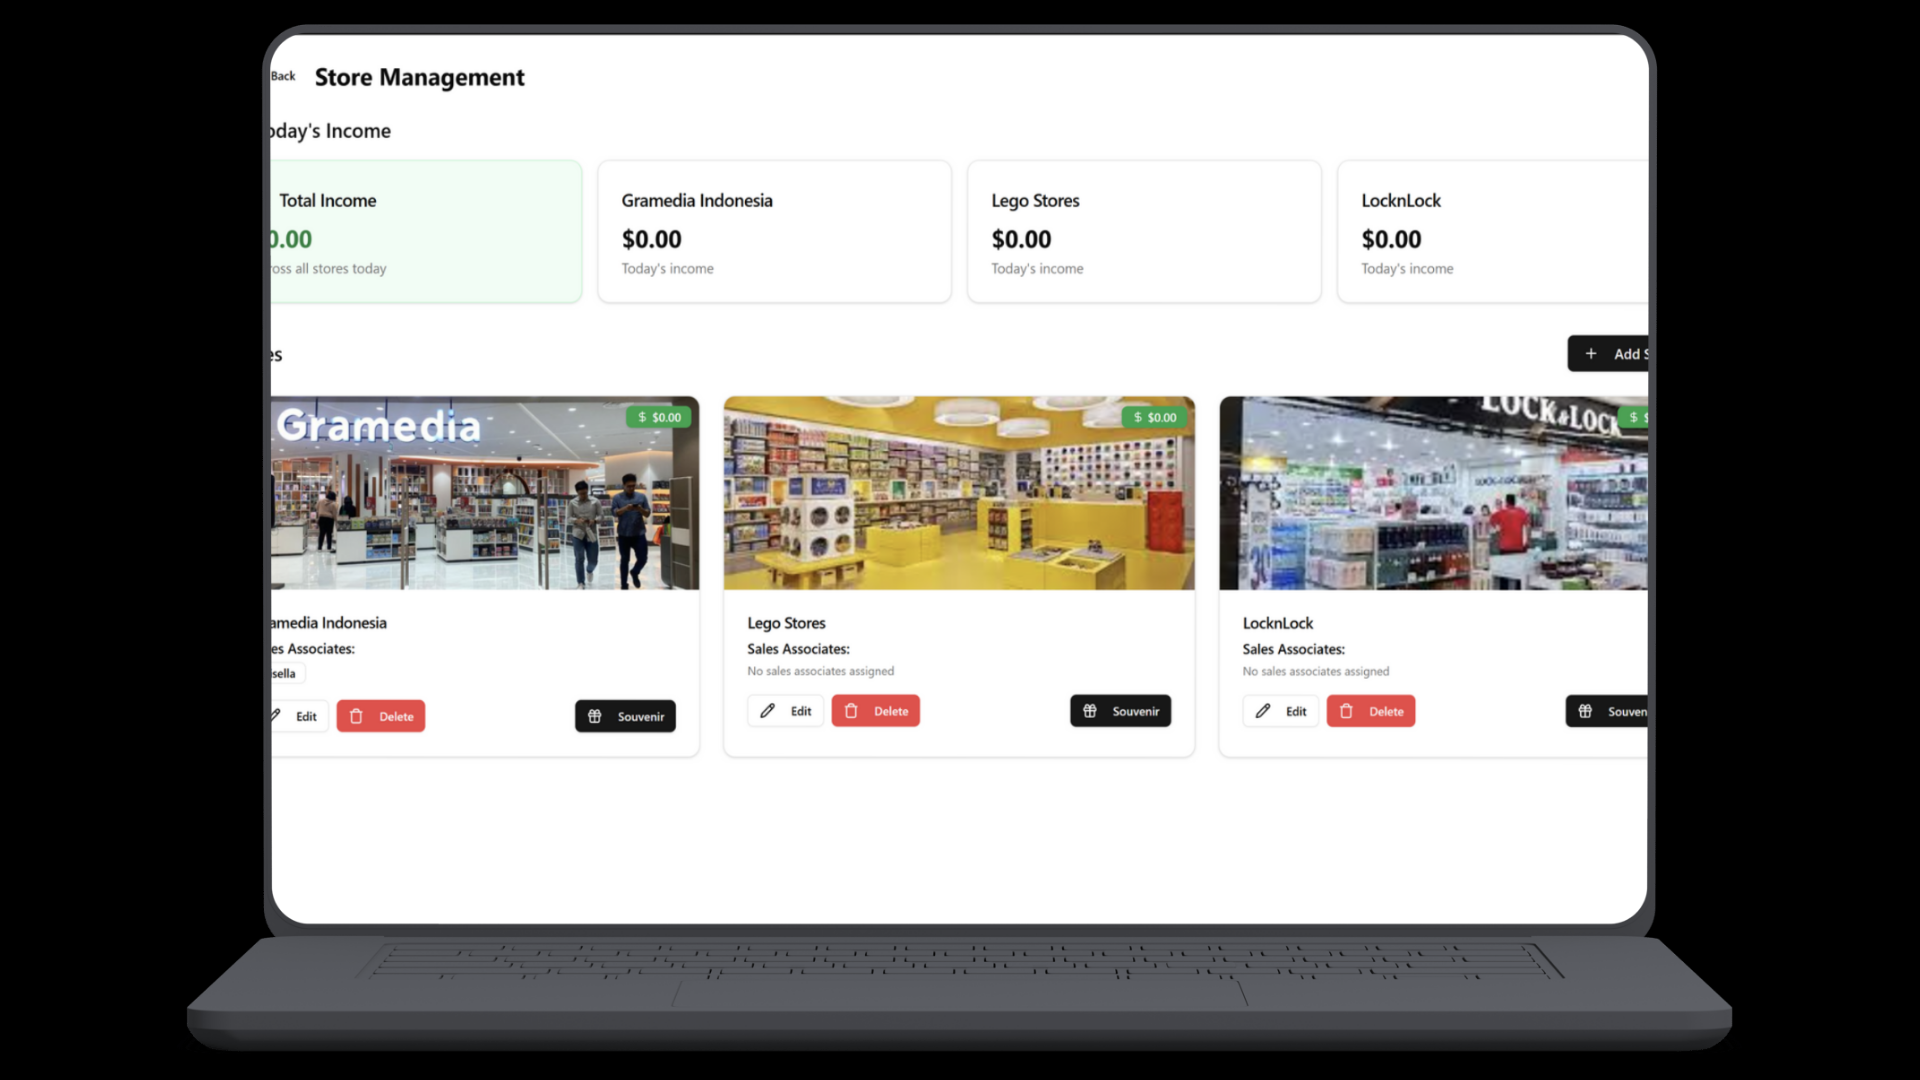 Back Store Management
oday's Income
Total Income
0.00
ross all stores today
Gramedia Indonesia
$0.00
Today's income
Lego Stores
$0.00
Today's income
LocknLock
$0.00
Today's income
es
+ Add S
Gramedia
$ $0.00
amedia Indonesia
es Associates:
isella
Edit
Delete
Souvenir
$ $0.00
Lego Stores
Sales Associates:
No sales associates assigned
Edit
Delete
Souvenir
LOCK&LOCK
$
LocknLock
Sales Associates:
No sales associates assigned
Edit
Delete
Souven